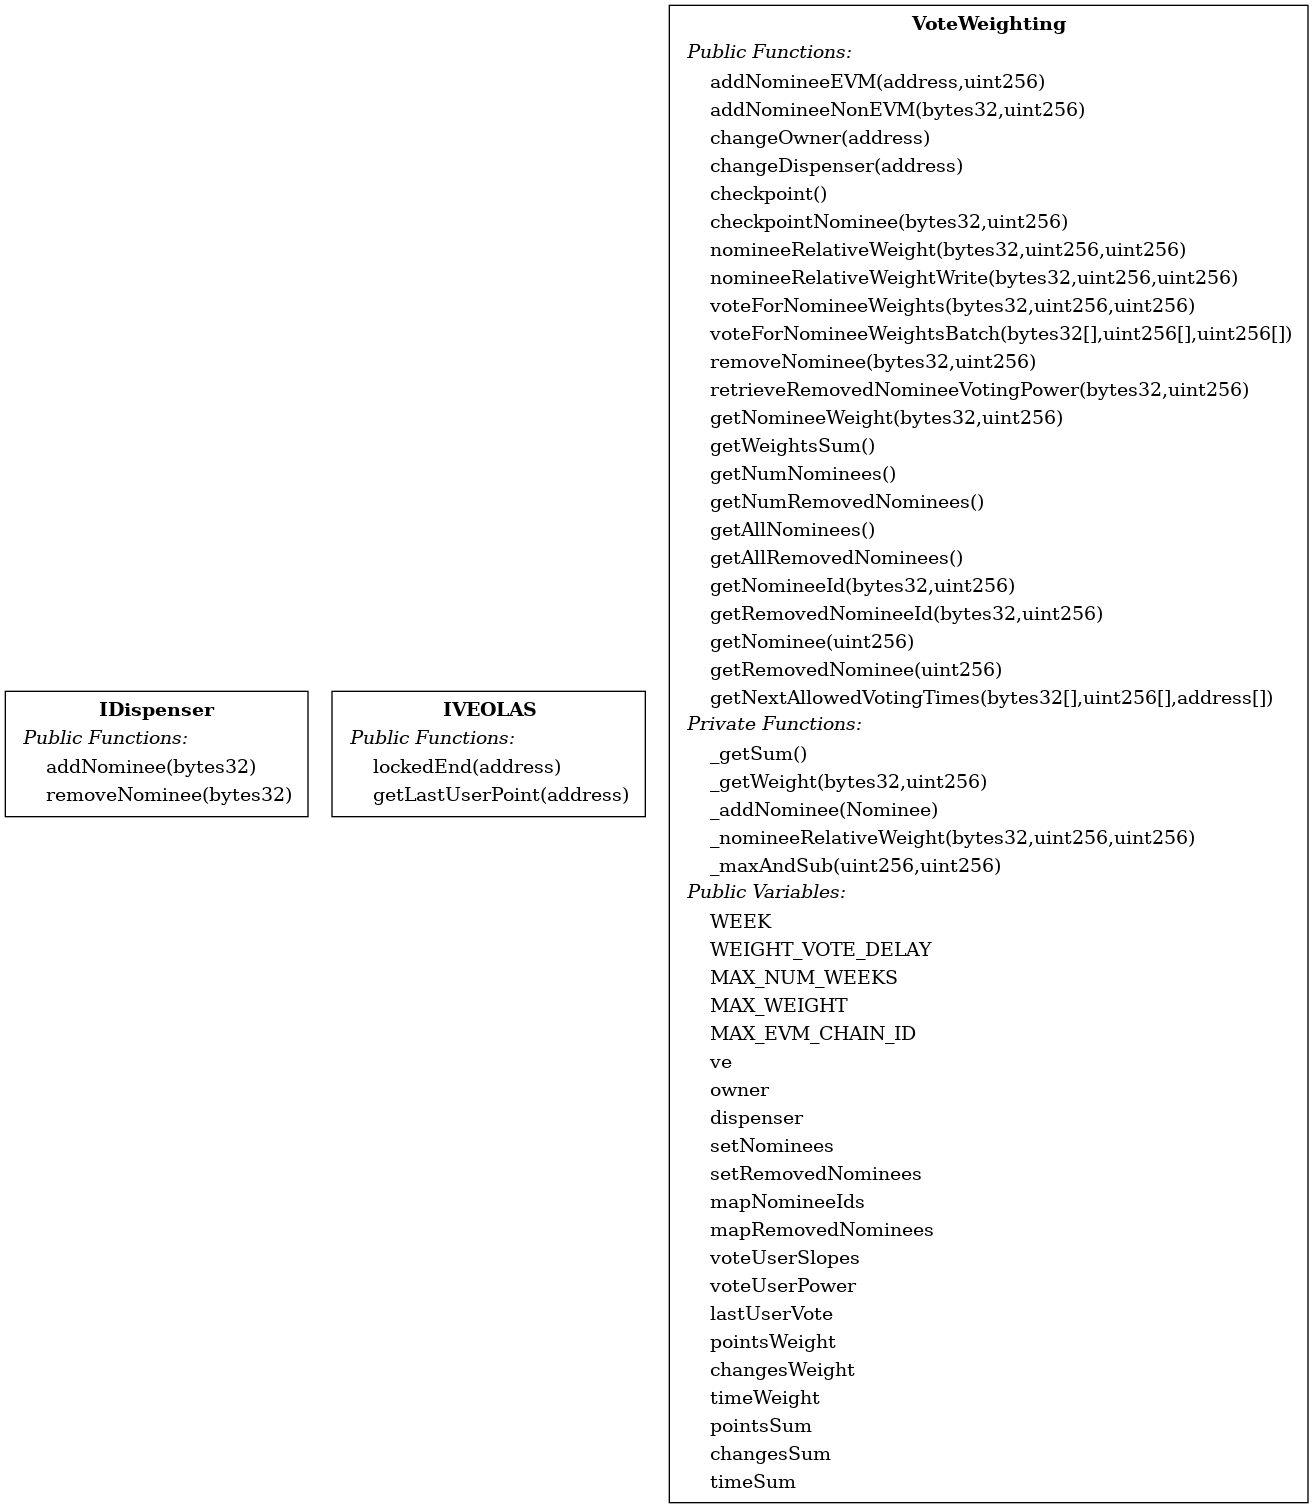 IDispenser
Public Functions:
addNominee(bytes32)
removeNominee(bytes32)
IVEOLAS
Public Functions:
lockedEnd(address)
getLastUserPoint(address)
VoteWeighting
Public Functions:
addNomineeEVM(address,uint256)
addNomineeNonEVM(bytes32,uint256)
changeOwner(address)
changeDispenser(address)
checkpoint()
checkpointNominee(bytes32,uint256)
nomineeRelativeWeight(bytes32,uint256,uint256)
nomineeRelativeWeightWrite(bytes32,uint256,uint256)
voteForNomineeWeights(bytes32,uint256,uint256)
voteForNomineeWeightsBatch(bytes32[],uint256[],uint256[])
removeNominee(bytes32,uint256)
retrieveRemovedNomineeVotingPower(bytes32,uint256)
getNomineeWeight(bytes32,uint256)
getWeightsSum()
getNumNominees()
getNumRemovedNominees()
getAllNominees()
getAllRemovedNominees()
getNomineeId(bytes32,uint256)
getRemovedNomineeId(bytes32,uint256)
getNominee(uint256)
getRemovedNominee(uint256)
getNextAllowedVotingTimes(bytes32[],uint256[],address[])
Private Functions:
_getSum()
_getWeight(bytes32,uint256)
_addNominee(Nominee)
_nomineeRelativeWeight(bytes32,uint256,uint256)
_maxAndSub(uint256,uint256)
Public Variables:
WEEK
WEIGHT_VOTE_DELAY
MAX_NUM_WEEKS
MAX_WEIGHT
MAX_EVM_CHAIN_ID
ve
owner
dispenser
setNominees
setRemovedNominees
mapNomineeIds
mapRemovedNominees
voteUserSlopes
voteUserPower
lastUserVote
pointsWeight
changesWeight
timeWeight
pointsSum
changesSum
timeSum